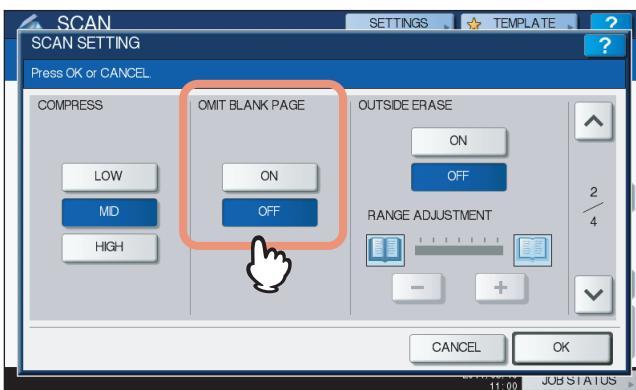 SCAN
SETTINGS
TEMPLATE
?
SCAN SETTING
?
Press OK or CANCEL.
COMPRESS
OMIT BLANK PAGE
OUTSIDE ERASE
LOW
MID
HIGH
ON
OFF
ON
OFF
RANGE ADJUSTMENT
-
+
2
/
4
CANCEL
OK
11:00
JOB STATUS